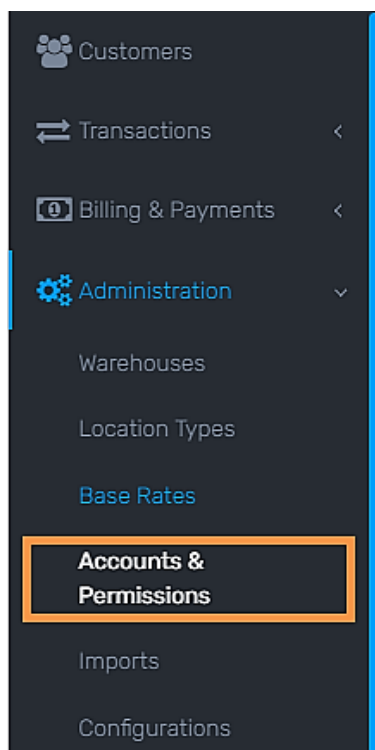 Customers
Transactions
Billing & Payments
Administration
Warehouses
Location Types
Base Rates
Accounts &
Permissions
Imports
Configurations